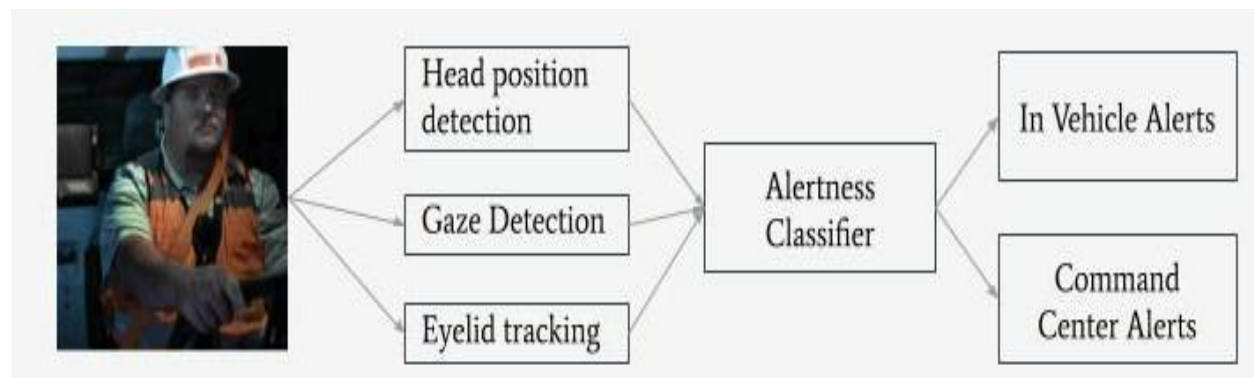 Head position
detection
Gaze Detection
Eyelid tracking
Alertness
Classifier
In Vehicle Alerts
Command
Center Alerts